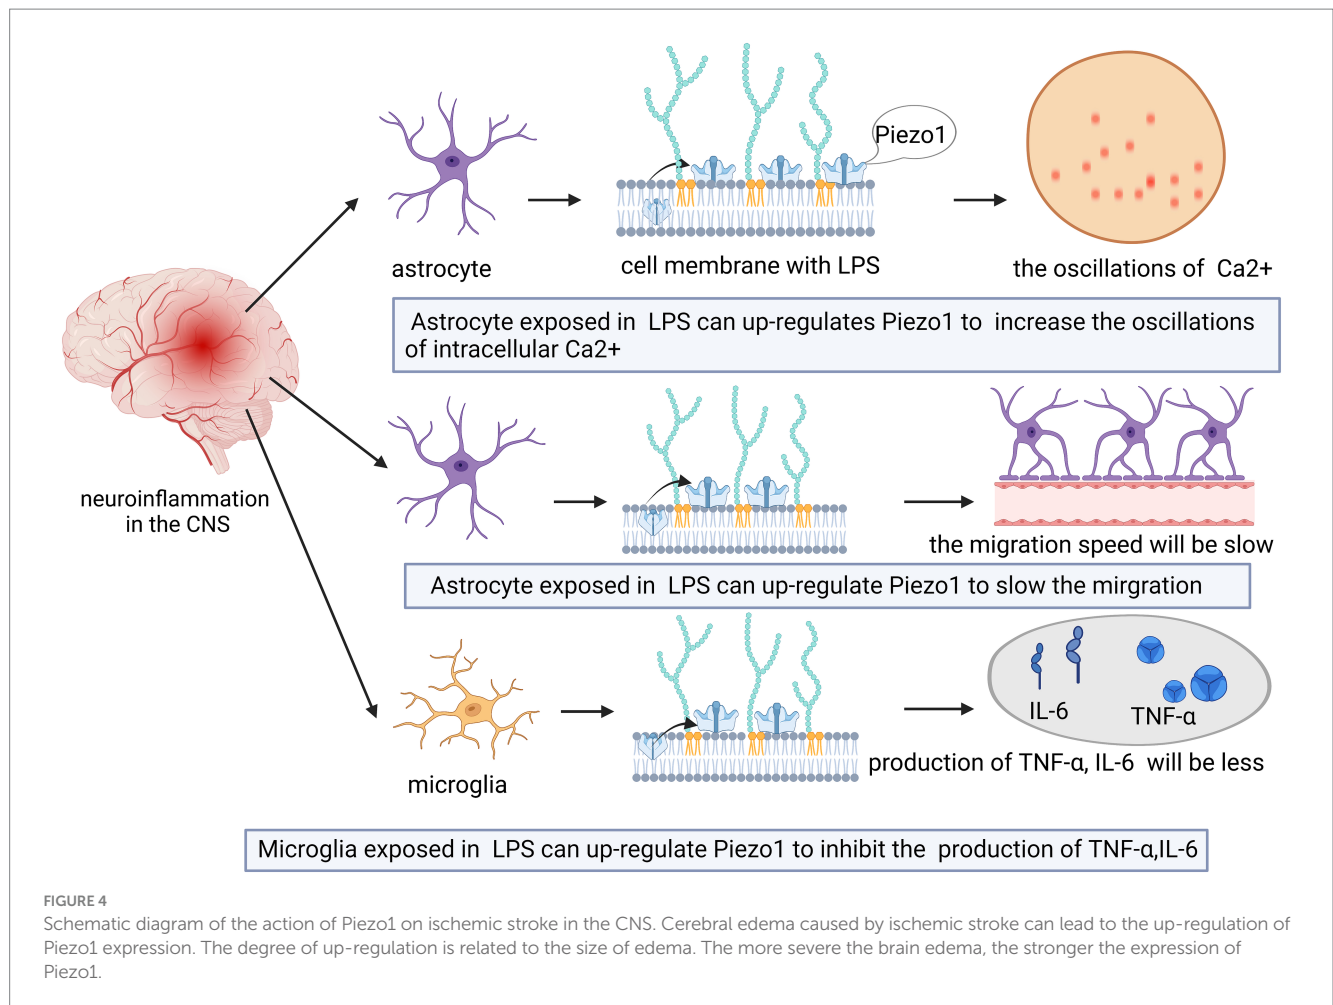 Piezo1
astrocyte
cell membrane with LPS
the oscillations of Ca2+
Astrocyte exposed in LPS can up-regulates Piezo1 to increase the oscillations
of intracellular Ca2+
neuroinflammation
in the CNS
the migration speed will be slow
Astrocyte exposed in LPS can up-regulate Piezo1 to slow the mirgration
IL-6
TNF-α
microglia
production of TNF-α, IL-6 will be less
Microglia exposed in LPS can up-regulate Piezo1 to inhibit the production of TNF-α,IL-6
FIGURE 4
Schematic diagram of the action of Piezo1 on ischemic stroke in the CNS. Cerebral edema caused by ischemic stroke can lead to the up-regulation of
Piezo1 expression. The degree of up-regulation is related to the size of edema. The more severe the brain edema, the stronger the expression of
Piezo1.